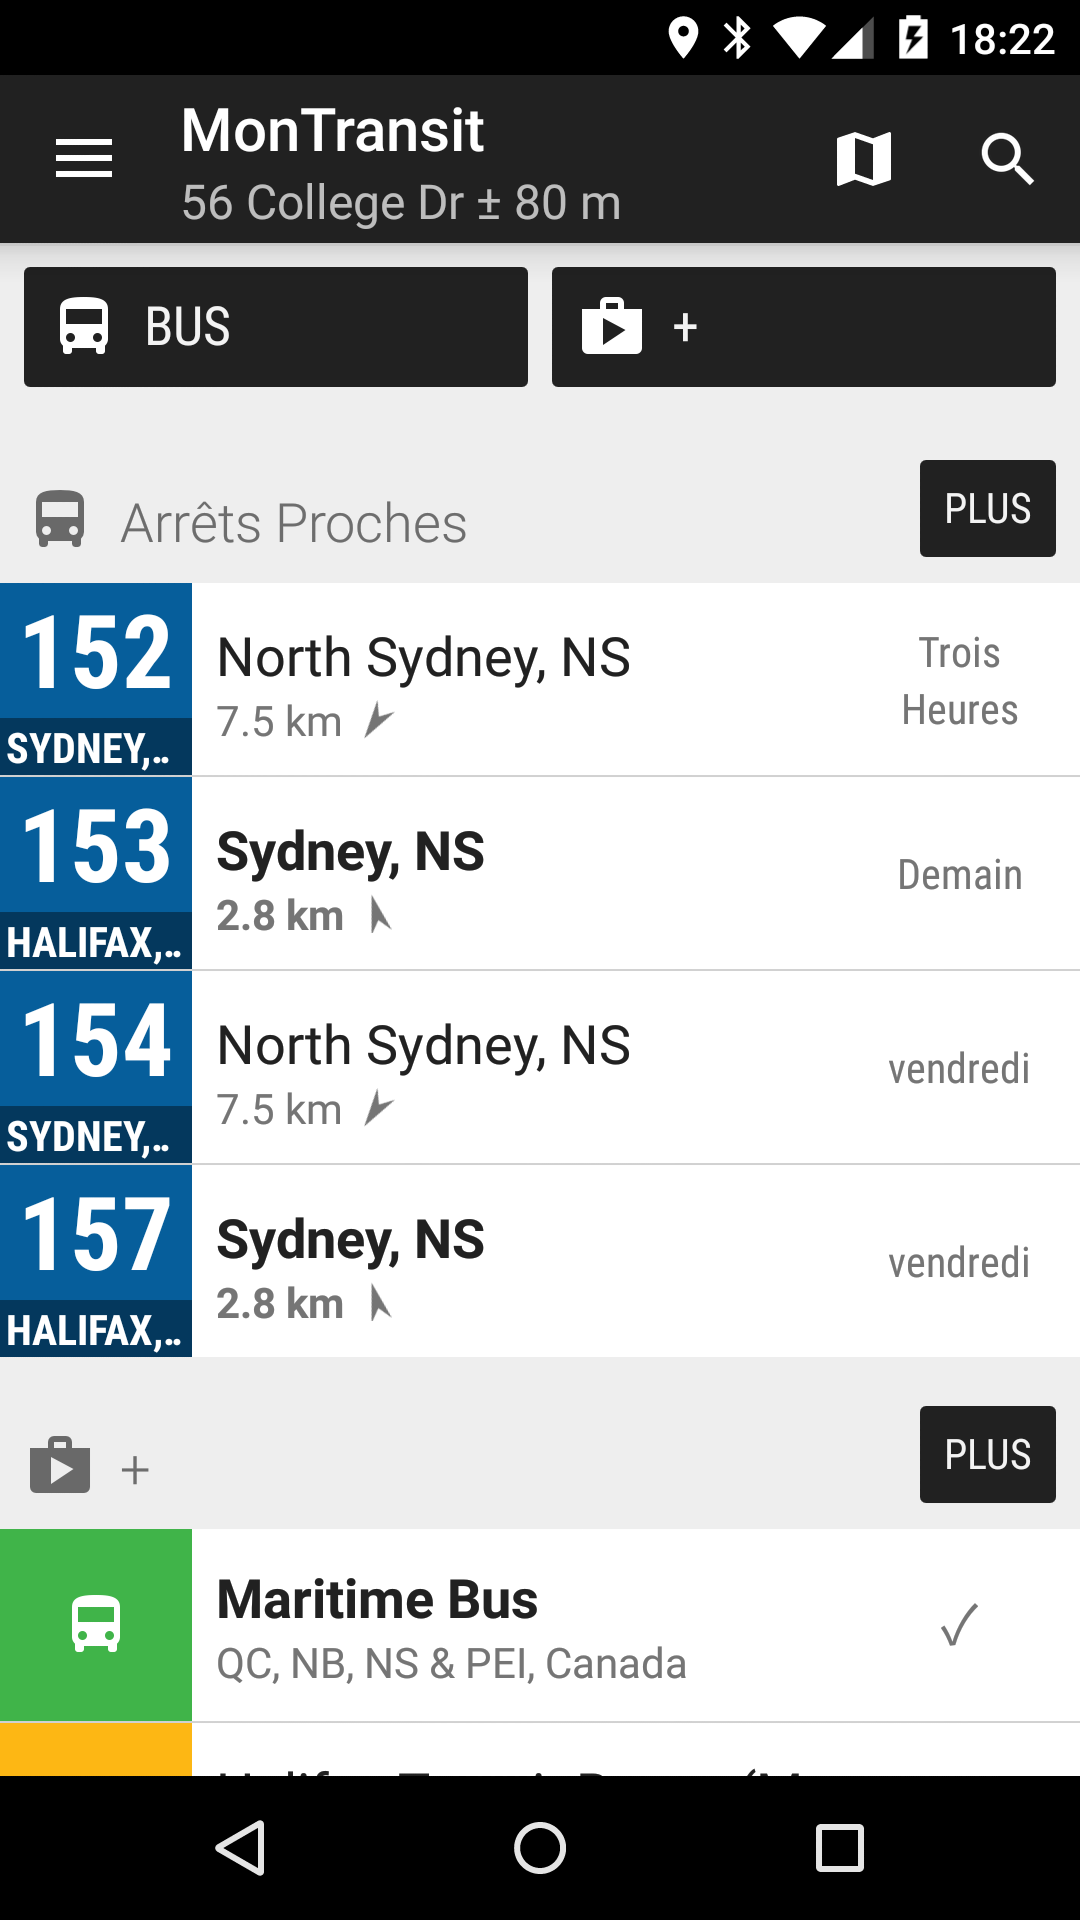 18:22
MonTransit
56 College Dr ± 80 m
BUS
+
Arrêts Proches
PLUS
152
SYDNEY,..
North Sydney, NS
7.5 km
Trois
Heures
153
HALIFAX,..
Sydney, NS
2.8 km
Demain
154
SYDNEY,..
North Sydney, NS
7.5 km
vendredi
157
HALIFAX,..
Sydney, NS
2.8 km
vendredi
+
PLUS
Maritime Bus
QC, NB, NS & PEI, Canada